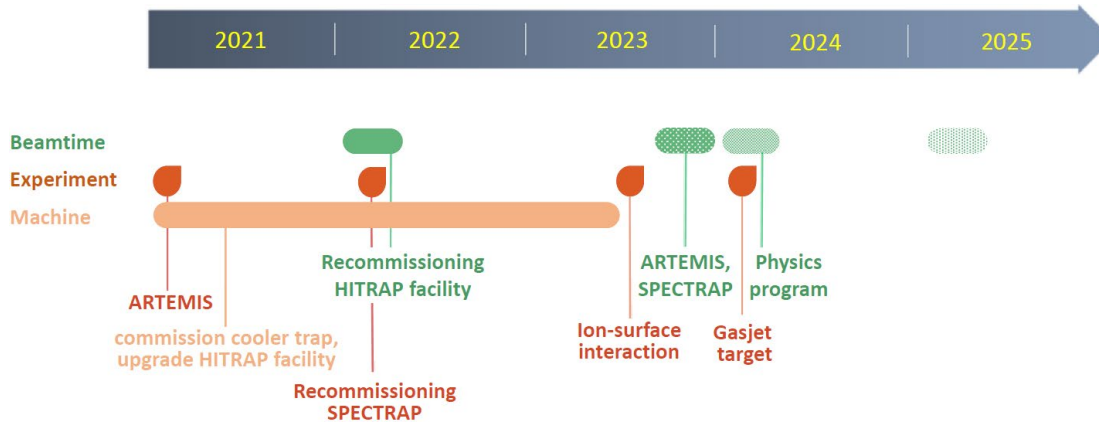 2021 2022 2023 2024 2025
Beamtime
Experiment
Machine
Recommissioning
HITRAP facility
ARTEMIS,
SPECTRAP
Physics
program
ARTEMIS
commission cooler trap,
upgrade HITRAP facility
Ion-surface
interaction
Gasjet
target
Recommissioning
SPECTRAP